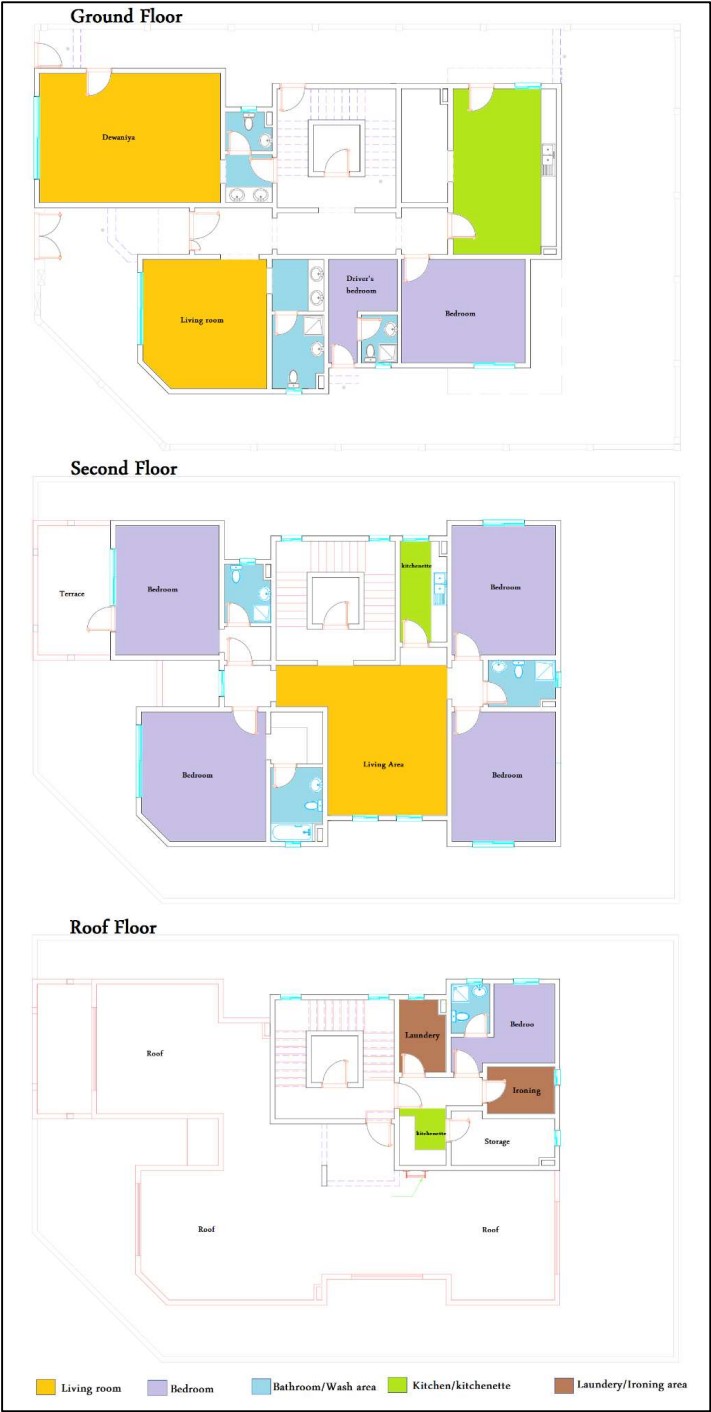 Ground Floor
Dewaniya
Driver's
bedroom
Living room
Bedroom
Second Floor
kitchenette
Bedroom
Bedroom
Terrace
Living Area
Bedroom
Bedroom
Roof Floor
Bedroo
Laundery
Roof
Ironing
kitchenette
Storage
Roof
Roof
Living room
Bedroom
Bathroom/Wash area
Kitchen/kitchenette
Laundery/Ironing area